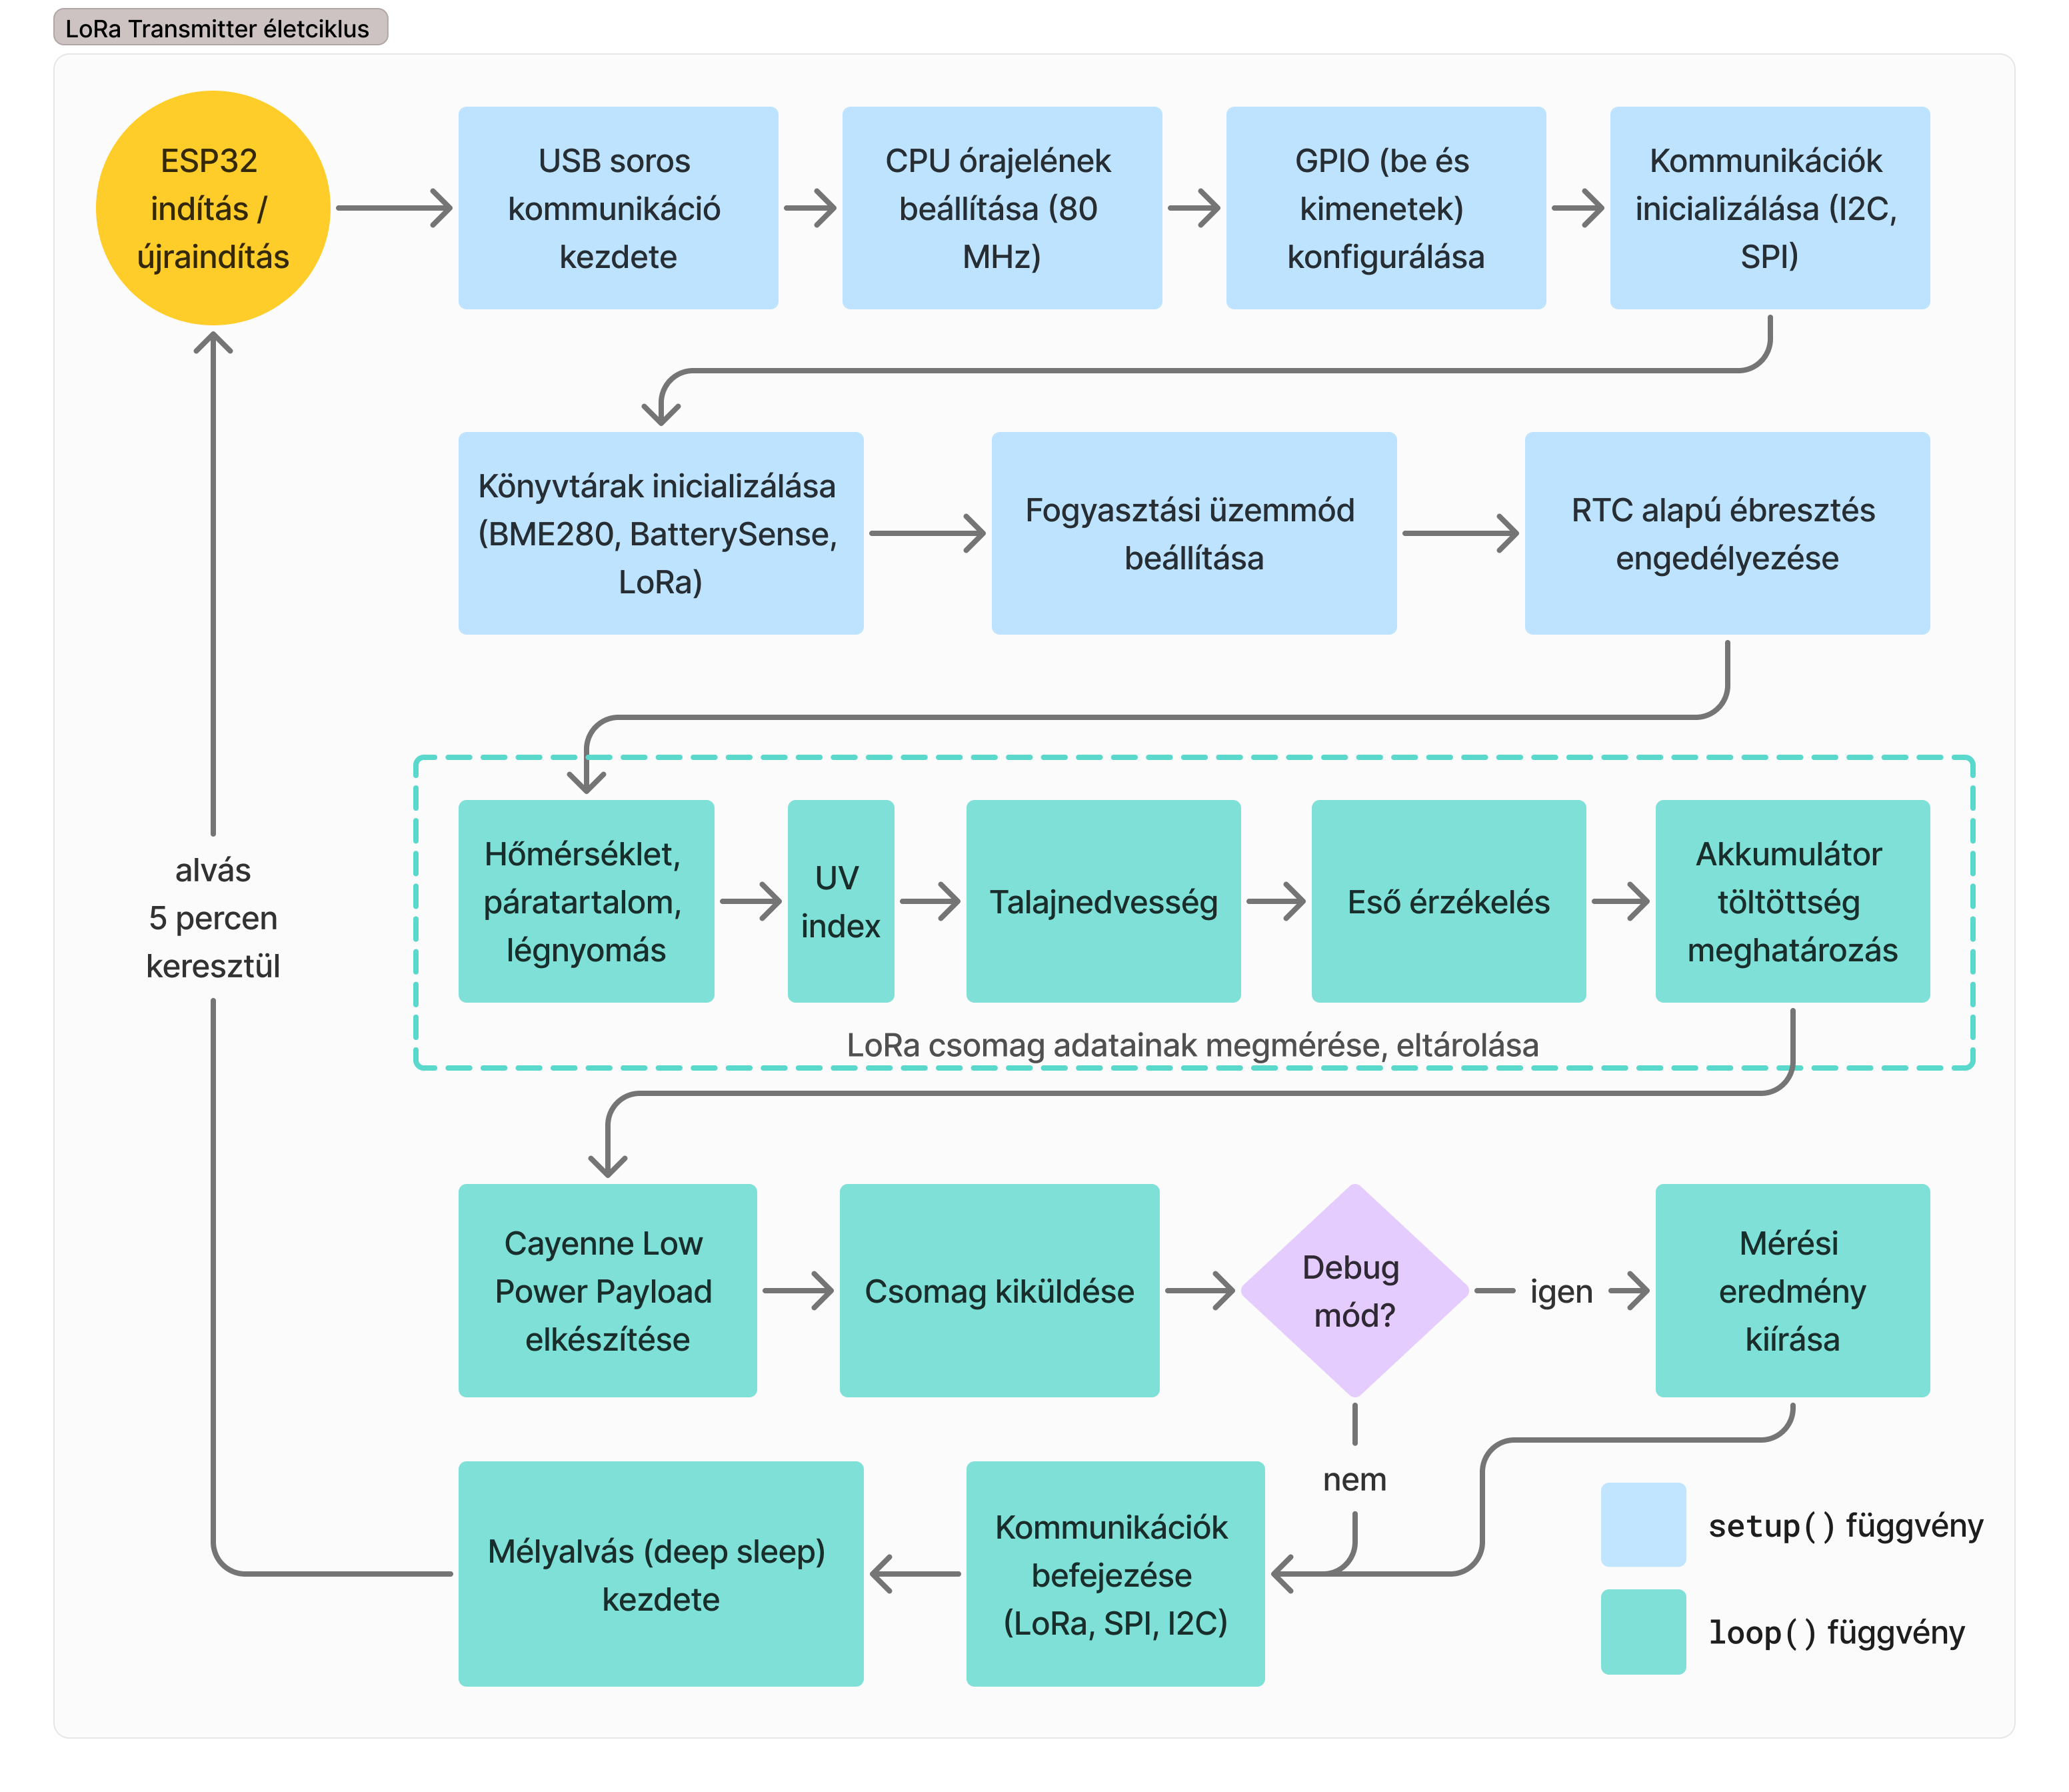 LoRa Transmitter életciklus
ESP32
indítás /
újraindítás
USB soros
kommunikáció
kezdete
CPU órajelének
beállítása (80
MHz)
GPIO (be és
kimenetek)
konfigurálása
Kommunikációk
inicializálása (I2C,
SPI)
Könyvtárak inicializálása
(BME280, BatterySense,
LoRa)
Fogyasztási üzemmód
beállítása
RTC alapú ébresztés
engedélyezése
Hőmérséklet,
páratartalom,
légnyomás
UV
index
Talajnedvesség
Eső érzékelés
Akkumulátor
töltöttség
meghatározás
LoRa csomag adatainak megmérése, eltárolása
Cayenne Low
Power Payload
elkészítése
Csomag kiküldése
Debug
mód?
igen
Mérési
eredmény
kiírása
nem
Kommunikációk
befejezése
(LoRa, SPI, I2C)
Mélyalvás (deep sleep)
kezdete
alvás
5 percen
keresztül
setup() függvény
loop() függvény